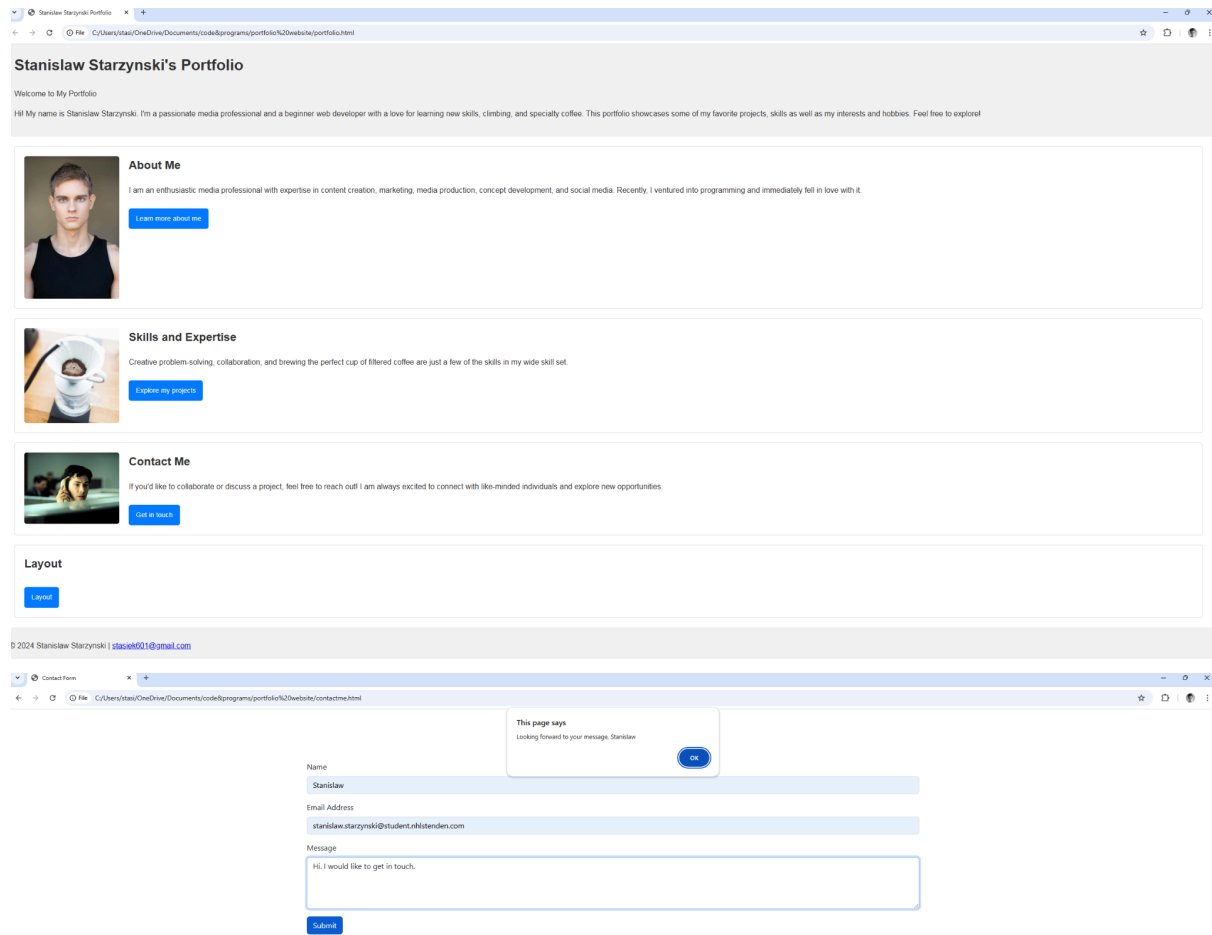 Stanislaw Starzynski Portfolio
File C:/Users/stasi/OneDrive/Documents/code&programs/portfolio%20website/portfolio.html
Stanislaw Starzynski's Portfolio
Welcome to My Portfolio
Hi! My name is Stanislaw Starzynski. I'm a passionate media professional and a beginner web developer with a love for learning new skills, climbing, and specialty coffee. This portfolio showcases some of my favorite projects, skills as well as my interests and hobbies. Feel free to explore!
About Me
I am an enthusiastic media professional with expertise in content creation, marketing, media production, concept development, and social media. Recently, I ventured into programming and immediately fell in love with it.
Learn more about me
Skills and Expertise
Creative problem-solving, collaboration, and brewing the perfect cup of filtered coffee are just a few of the skills in my wide skill set.
Explore my projects
Contact Me
If you'd like to collaborate or discuss a project, feel free to reach out! I am always excited to connect with like-minded individuals and explore new opportunities.
Get in touch
Layout
Layout
© 2024 Stanislaw Starzynski | stasiek601@gmail.com
Contact Form
File C:/Users/stasi/OneDrive/Documents/code&programs/portfolio%20website/contactme.html
This page says
Looking forward to your message, Stanislaw
OK
Name
Stanislaw
Email Address
stanislaw.starzynski@student.nhlstenden.com
Message
Hi. I would like to get in touch.
Submit